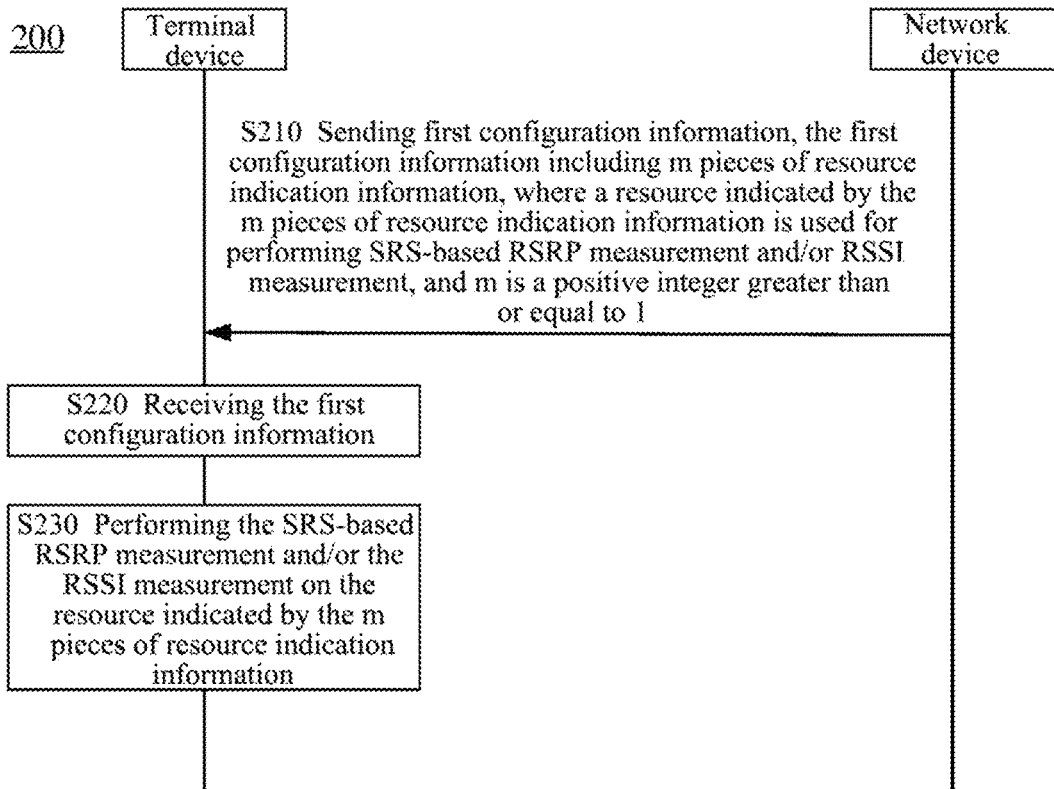 200
Terminal
device
Network
device
S210 Sending first configuration information, the first
configuration information including m pieces of resource
indication information, where a resource indicated by the
m pieces of resource indication information is used for
performing SRS-based RSRP measurement and/or RSSI
measurement, and m is a positive integer greater than
or equal to 1
S220 Receiving the first
configuration information
S230 Performing the SRS-based
RSRP measurement and/or the
RSSI measurement on the
resource indicated by the m
pieces of resource indication
information